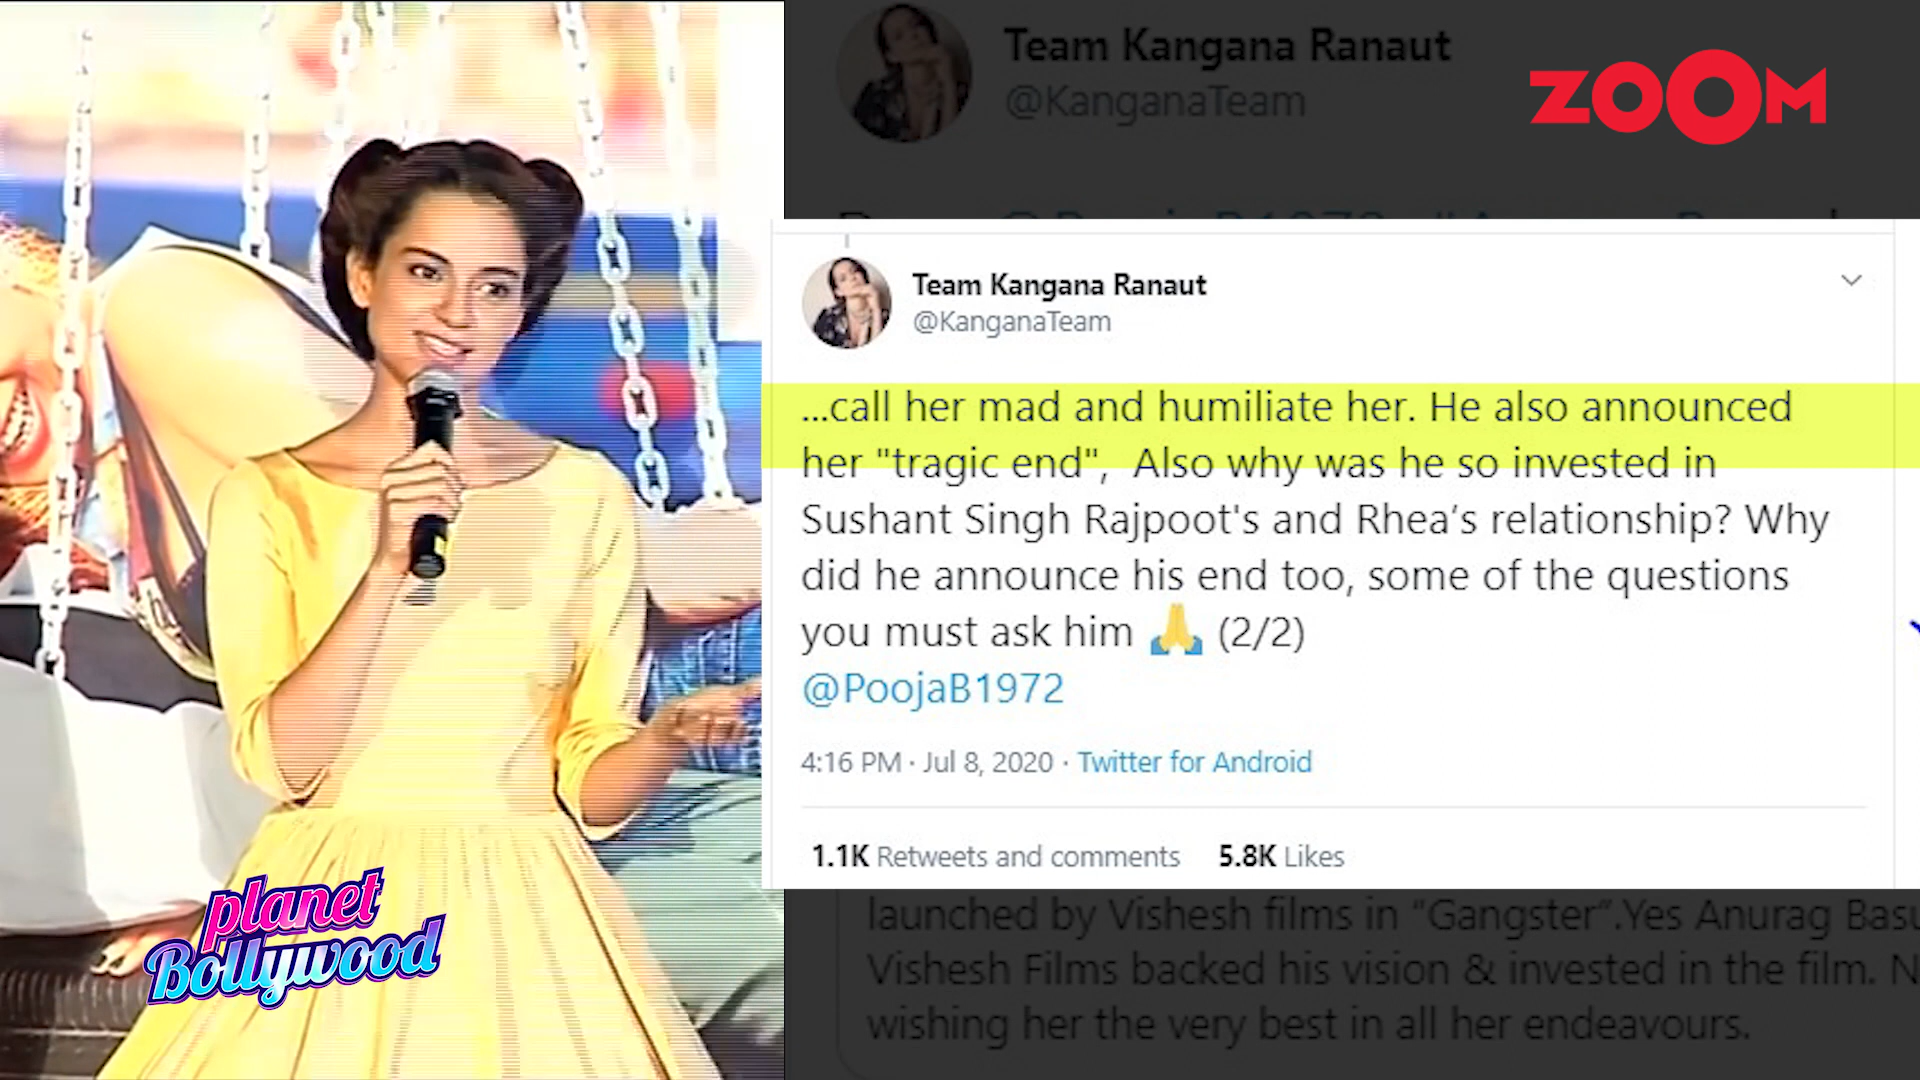 Team Kangana Ranaut
@KanganaTeam
ZOOM
Team Kangana Ranaut
@KanganaTeam
...call her mad and humiliate her. He also announced
her "tragic end",  Also why was he so invested in
Sushant Singh Rajpoot's and Rhea's relationship? Why
did he announce his end too, some of the questions
you must ask him 🙏 (2/2)
@PoojaB1972
4:16 PM · Jul 8, 2020 · Twitter for Android
1.1K Retweets and comments 5.8K Likes
launched by Vishesh films in “Gangster”.Yes Anurag
Vishesh Films backed his vision & invested in the film.
wishing her the very best in all her endeavours.
planet
Bollywood